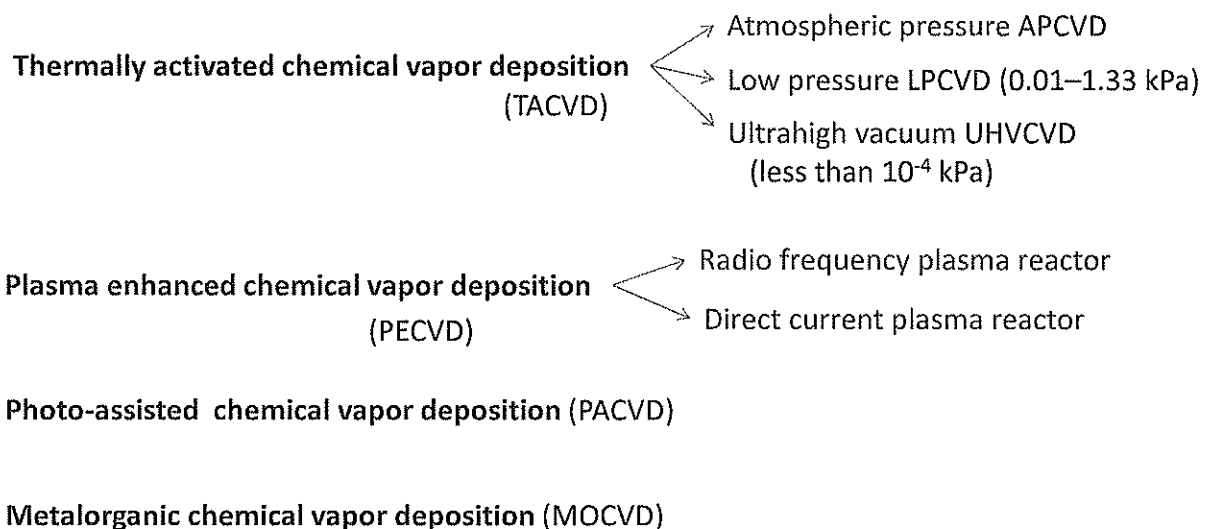 Atmospheric pressure APCVD
Thermally activated chemical vapor deposition
Low pressure LPCVD (0.01–1.33 kPa)
(TACVD)
Ultrahigh vacuum UHVCVD
(less than 10⁻⁴ kPa)
Radio frequency plasma reactor
Plasma enhanced chemical vapor deposition
Direct current plasma reactor
(PECVD)
Photo-assisted chemical vapor deposition (PACVD)
Metalorganic chemical vapor deposition (MOCVD)